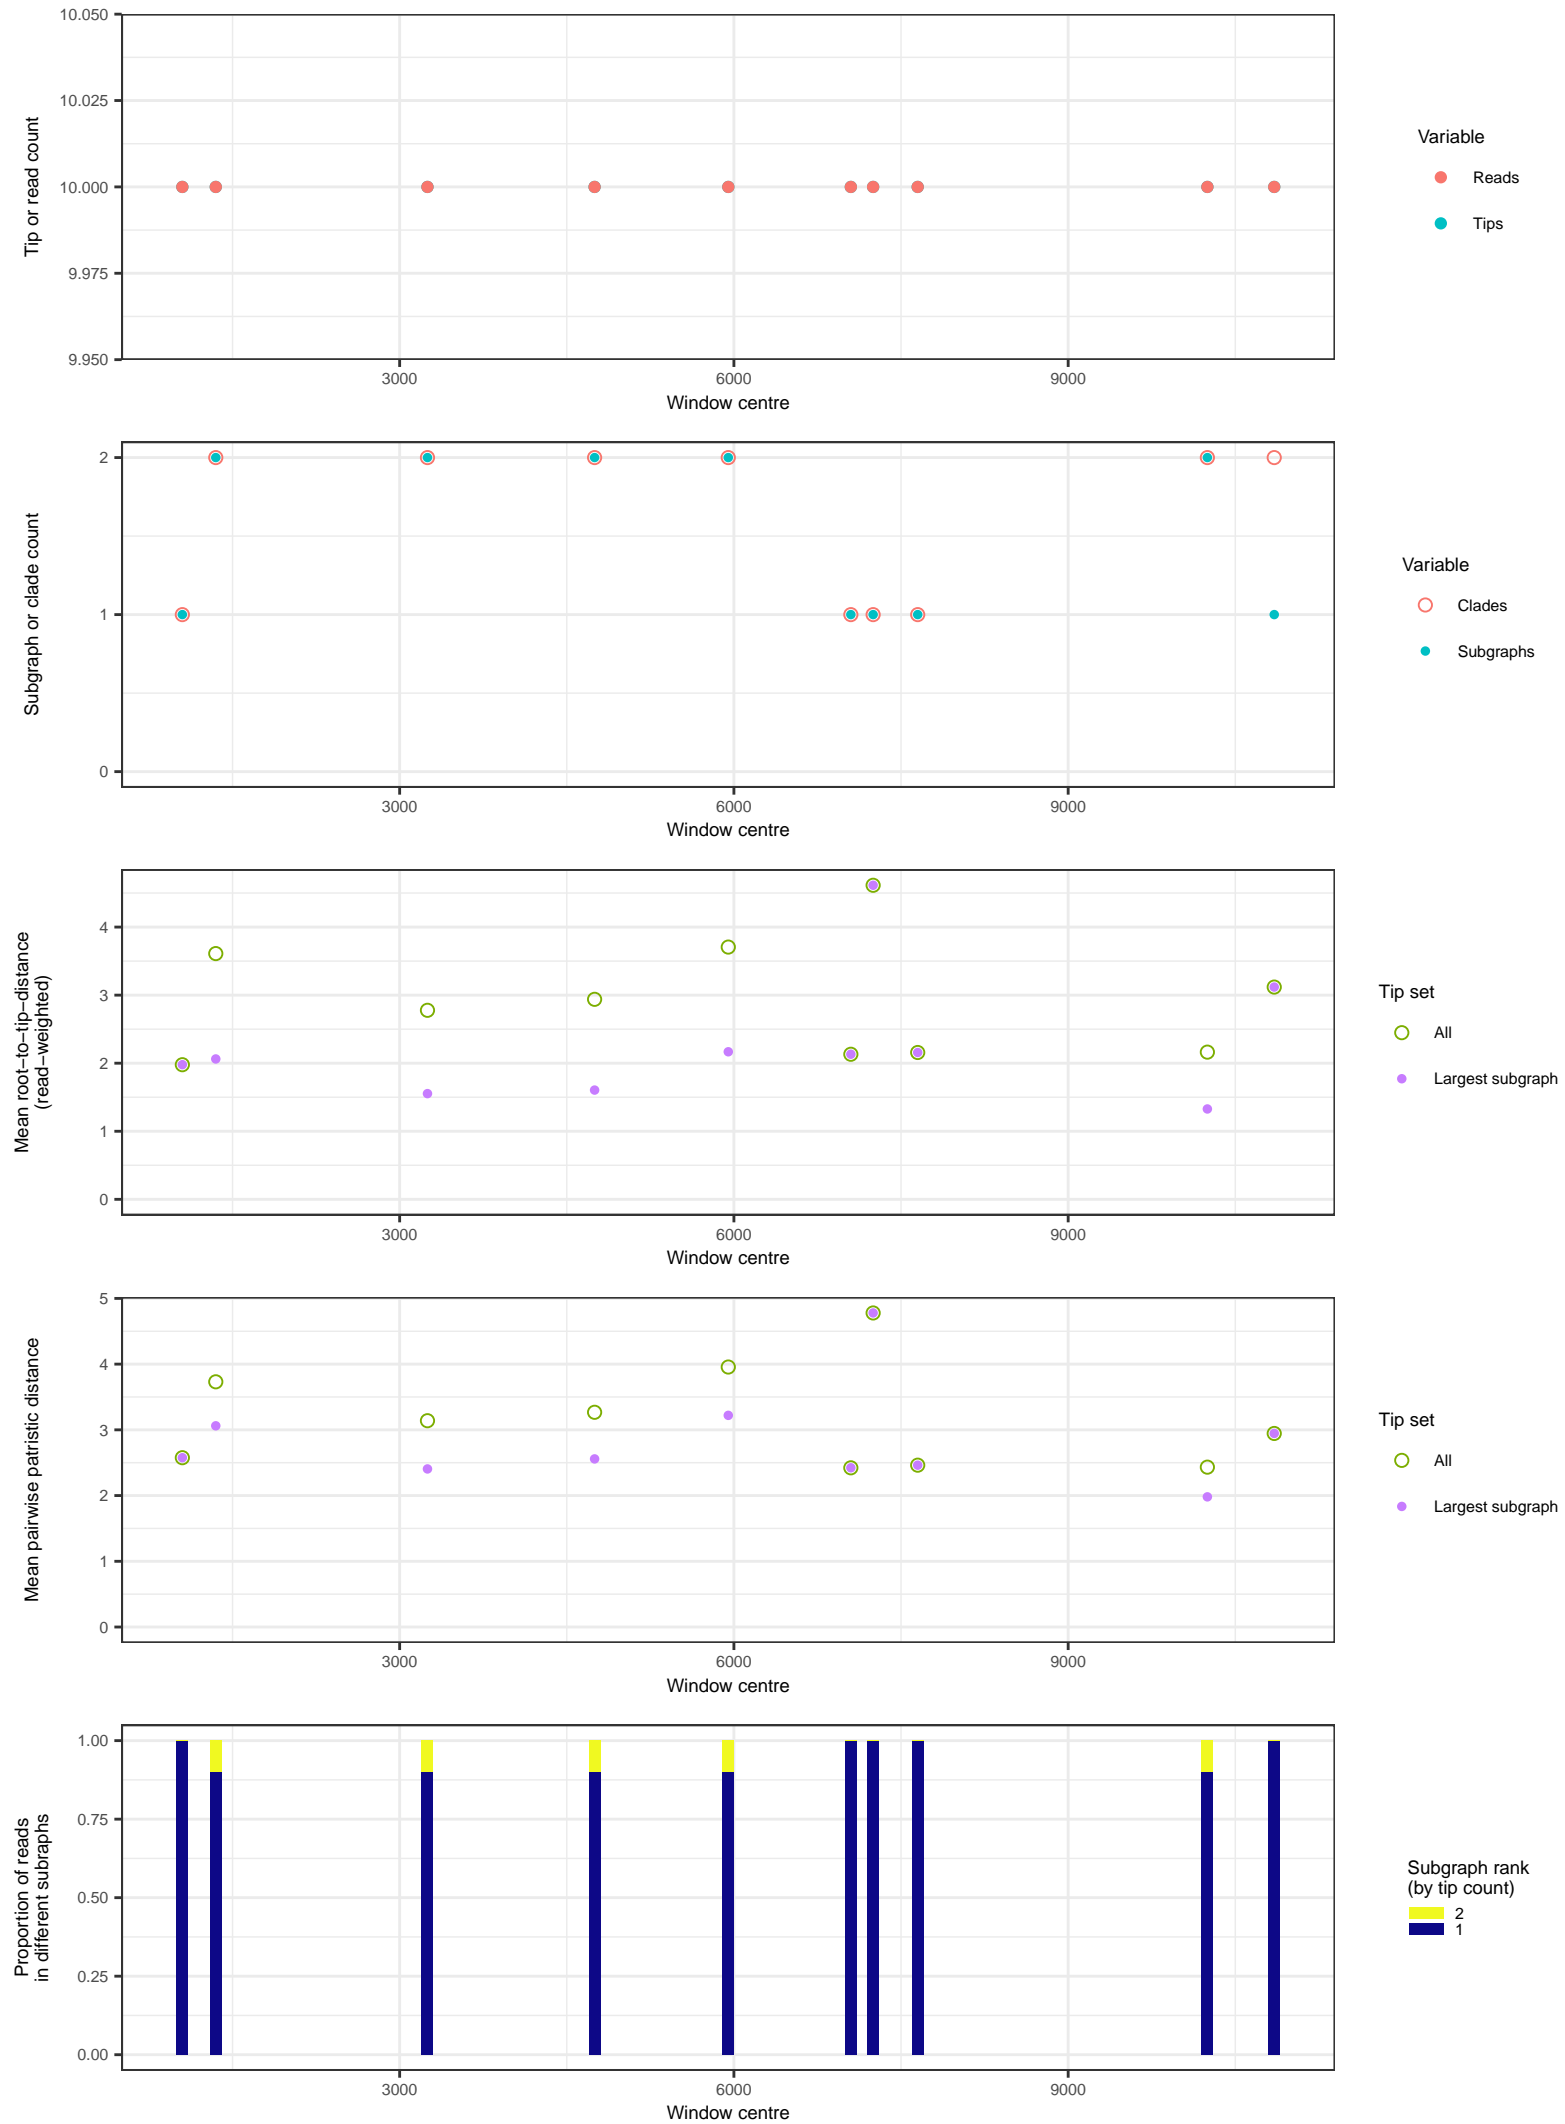 10.050
10.025
10.000
9.975
9.950
Tip or read count
3000 6000 9000
Window centre
Variable
Reads
Tips
2
1
0
Subgraph or clade count
3000 6000 9000
Window centre
Variable
Clades
Subgraphs
4
3
2
1
0
Mean root−to−tip−distance
(read−weighted)
3000 6000 9000
Window centre
Tip set
All
Largest subgraph
5
4
3
2
1
0
Mean pairwise patristic distance
3000 6000 9000
Window centre
Tip set
All
Largest subgraph
1.00
0.75
0.50
0.25
0.00
Proportion of reads
in different subraphs
3000 6000 9000
Window centre
Subgraph rank
(by tip count)
2
1